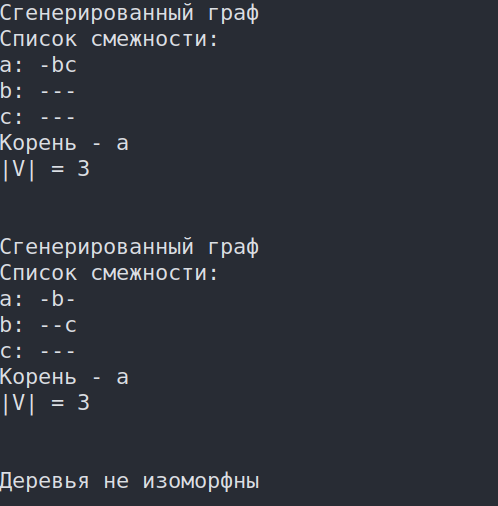 Сгенерированный граф
Список смежности:
a: -bc
b: ---
c: ---
Корень - a
|V| = 3
Сгенерированный граф
Список смежности:
a: -b-
b: --c
c: ---
Корень - a
|V| = 3
Деревья не изоморфны